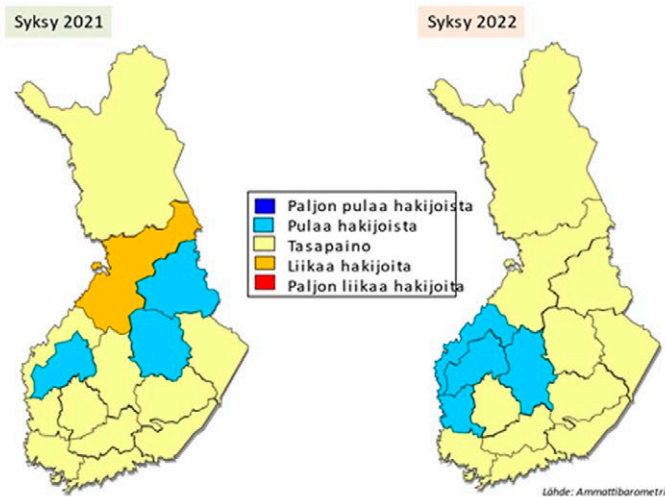 Syksy 2021
Syksy 2022
Paljon pulaa hakijoista
Pulaa hakijoista
Tasapaino
Liikaa hakijoita
Paljon liikaa hakijoita
Lähde: Ammattibarometri